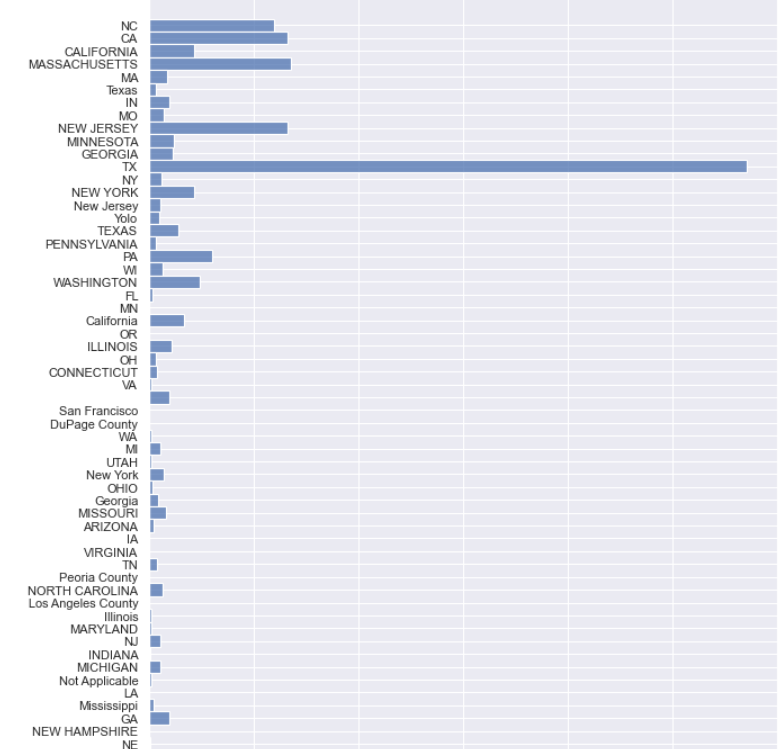 NC
CA
CALIFORNIA
MASSACHUSETTS
MA
Texas
IN
MO
NEW JERSEY
MINNESOTA
GEORGIA
TX
NY
NEW YORK
New Jersey
Yolo
TEXAS
PENNSYLVANIA
PA
WI
WASHINGTON
FL
MN
California
OR
ILLINOIS
OH
CONNECTICUT
VA
San Francisco
DuPage County
WA
MI
UTAH
New York
OHIO
Georgia
MISSOURI
ARIZONA
IA
VIRGINIA
TN
Peoria County
NORTH CAROLINA
Los Angeles County
Illinois
MARYLAND
NJ
INDIANA
MICHIGAN
Not Applicable
LA
Mississippi
GA
NEW HAMPSHIRE
NE